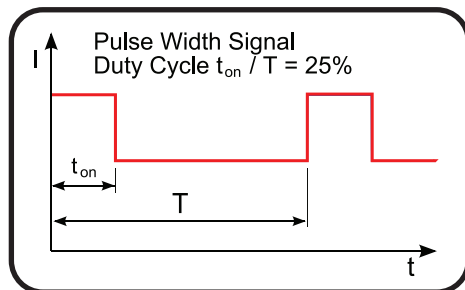 Pulse Width Signal
I
Duty Cycle ton / T = 25%
ton
T
t